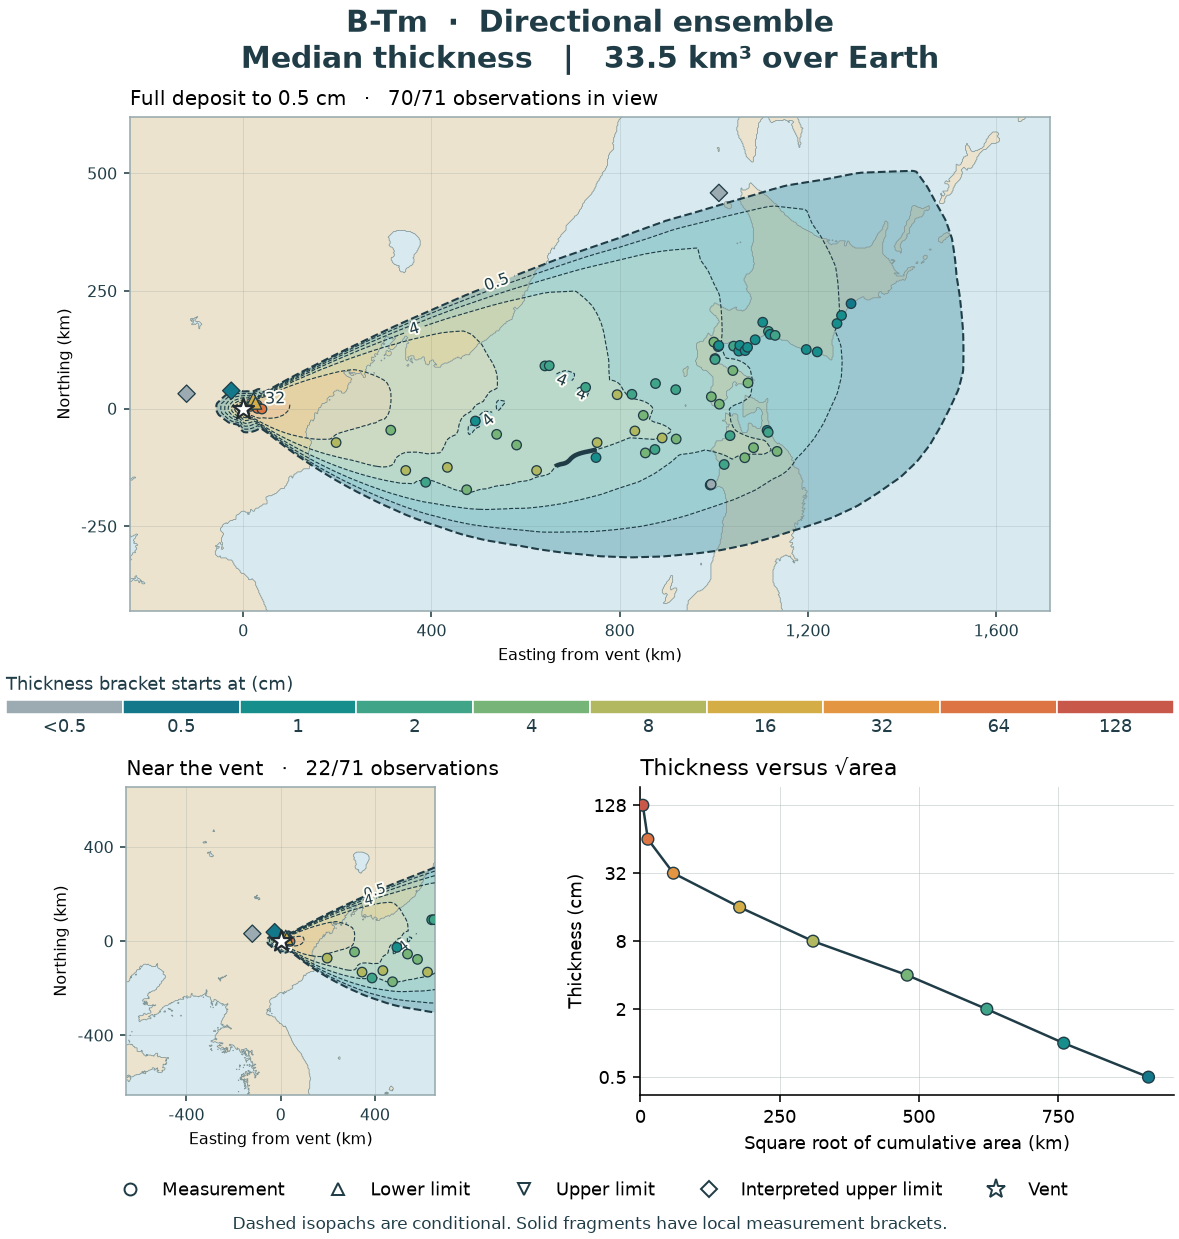 B-Tm · Directional ensemble
Median thickness | 33.5 km³ over Earth
Full deposit to 0.5 cm · 70/71 observations in view
500
250
0
-250
Northing (km)
0.5
4
32
4
4
4
0
400
800
1,200
1,600
Easting from vent (km)
Thickness bracket starts at (cm)
<0.5
0.5
1
2
4
8
16
32
64
128
Near the vent · 22/71 observations
400
0
-400
Northing (km)
0.5
4
4
-400
0
400
Easting from vent (km)
Thickness versus √area
128
32
8
2
0.5
Thickness (cm)
0
250
500
750
Square root of cumulative area (km)
Measurement
Lower limit
Upper limit
Interpreted upper limit
Vent
Dashed isopachs are conditional. Solid fragments have local measurement brackets.